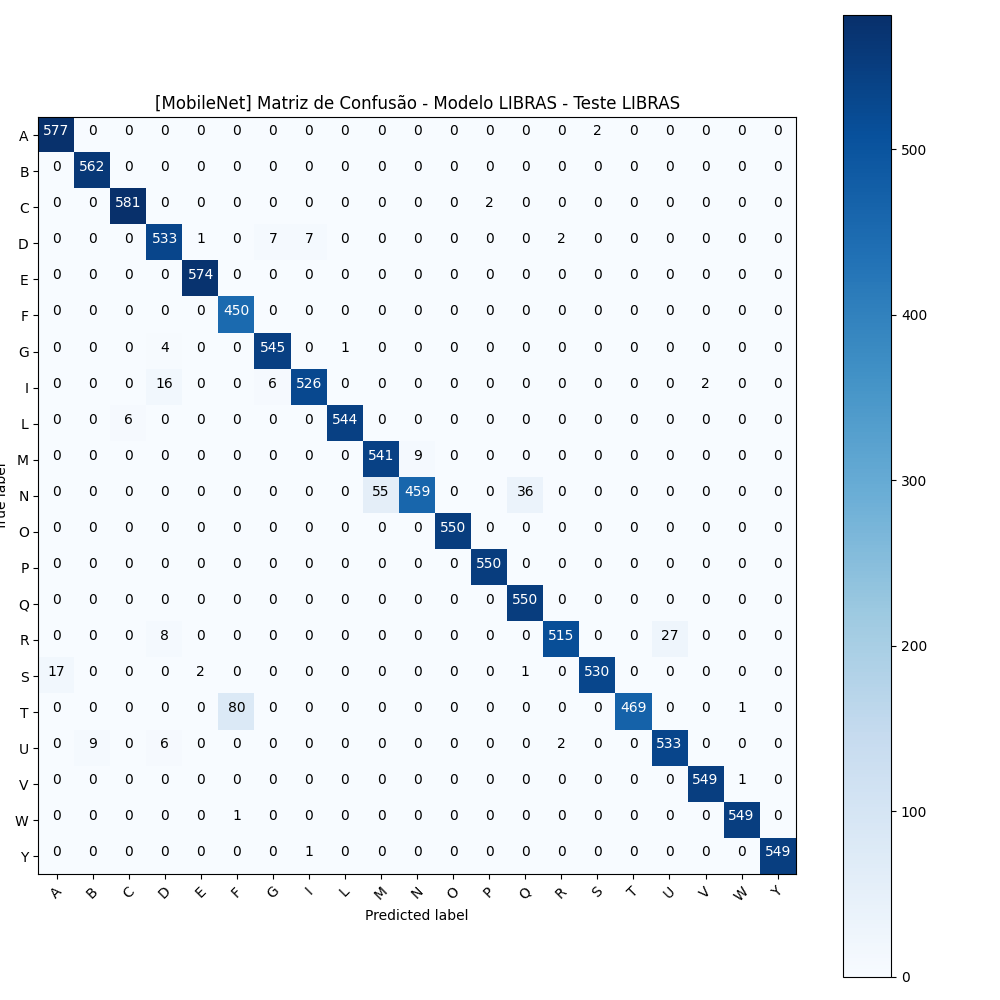 [MobileNet] Matriz de Confusão - Modelo LIBRAS - Teste LIBRAS
A 577 0 0 0 0 0 0 0 0 0 0 0 0 0 0 2 0 0 0 0 0
B 0 562 0 0 0 0 0 0 0 0 0 0 0 0 0 0 0 0 0 0 0
C 0 0 581 0 0 0 0 0 0 0 0 0 2 0 0 0 0 0 0 0 0
D 0 0 0 533 1 0 7 7 0 0 0 0 0 0 2 0 0 0 0 0 0
E 0 0 0 0 574 0 0 0 0 0 0 0 0 0 0 0 0 0 0 0 0
F 0 0 0 0 0 450 0 0 0 0 0 0 0 0 0 0 0 0 0 0 0
G 0 0 0 4 0 0 545 0 1 0 0 0 0 0 0 0 0 0 0 0 0
I 0 0 0 16 0 0 6 526 0 0 0 0 0 0 0 0 0 0 2 0 0
L 0 0 6 0 0 0 0 0 544 0 0 0 0 0 0 0 0 0 0 0 0
M 0 0 0 0 0 0 0 0 0 541 9 0 0 0 0 0 0 0 0 0 0
N 0 0 0 0 0 0 0 0 0 55 459 0 0 36 0 0 0 0 0 0 0
O 0 0 0 0 0 0 0 0 0 0 0 550 0 0 0 0 0 0 0 0 0
P 0 0 0 0 0 0 0 0 0 0 0 0 550 0 0 0 0 0 0 0 0
Q 0 0 0 0 0 0 0 0 0 0 0 0 0 550 0 0 0 0 0 0 0
R 0 0 0 8 0 0 0 0 0 0 0 0 0 0 515 0 0 27 0 0 0
S 17 0 0 0 2 0 0 0 0 0 0 0 0 1 0 530 0 0 0 0 0
T 0 0 0 0 0 80 0 0 0 0 0 0 0 0 0 0 469 0 0 1 0
U 0 9 0 6 0 0 0 0 0 0 0 0 0 0 2 0 0 533 0 0 0
V 0 0 0 0 0 0 0 0 0 0 0 0 0 0 0 0 0 0 549 1 0
W 0 0 0 0 0 1 0 0 0 0 0 0 0 0 0 0 0 0 0 549 0
Y 0 0 0 0 0 0 0 1 0 0 0 0 0 0 0 0 0 0 0 0 549
A B C D E F G I L M N O P Q R S T U V W Y
Predicted label
500
400
300
200
100
0